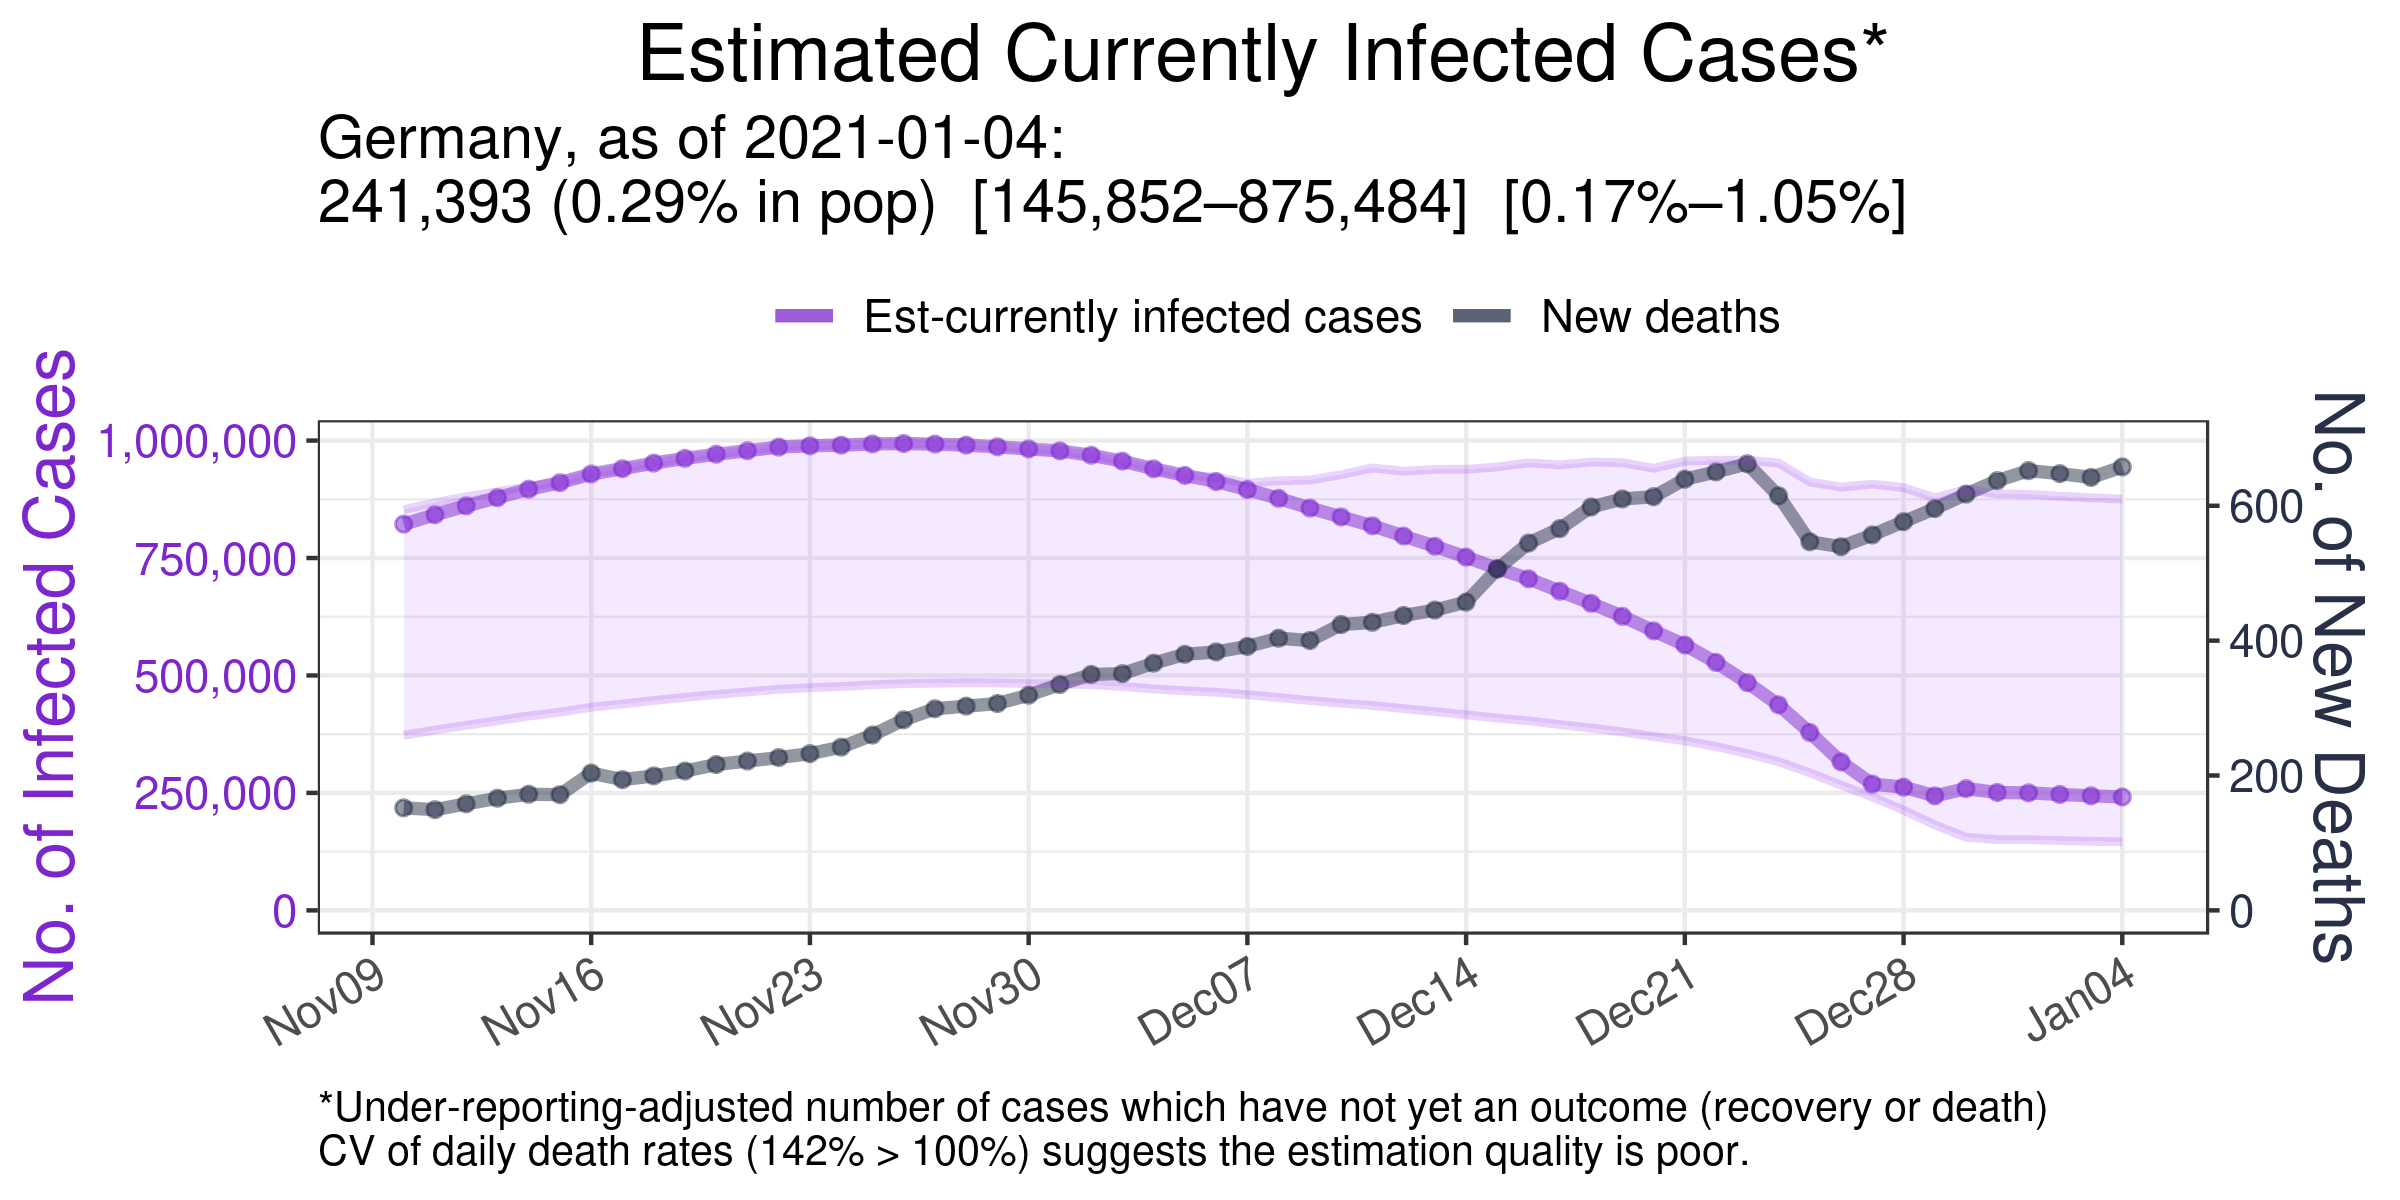 Estimated Currently Infected Cases*
Germany, as of 2021-01-04:
241,393 (0.29% in pop)  [145,852–875,484]  [0.17%–1.05%]
Est-currently infected cases
New deaths
No. of Infected Cases
1,000,000
750,000
500,000
250,000
0
No. of New Deaths
600
400
200
0
Nov09
Nov16
Nov23
Nov30
Dec07
Dec14
Dec21
Dec28
Jan04
*Under-reporting-adjusted number of cases which have not yet an outcome (recovery or death)
CV of daily death rates (142% > 100%) suggests the estimation quality is poor.